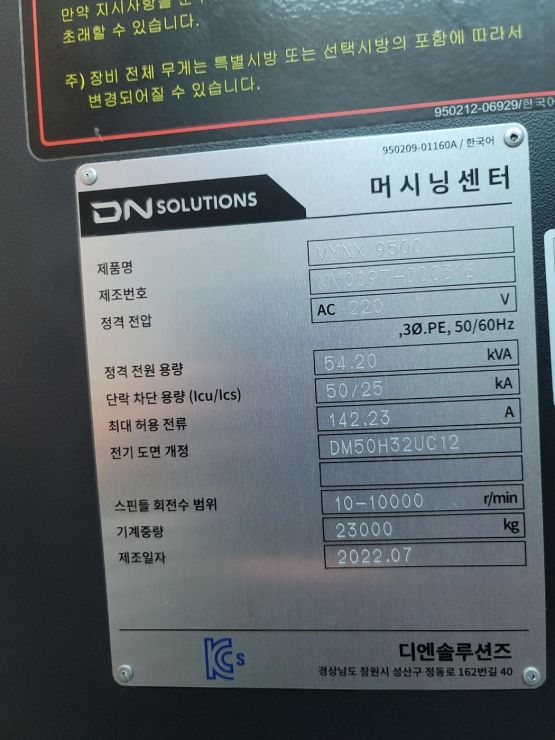 만약 지시사항을
초래할 수 있습니다.
주) 장비 전체 무게는 특별시방 또는 선택시방의 포함에 따라서
변경되어질 수 있습니다.
950212-06929/한국어
950209-01160A / 한국어
DN SOLUTIONS
머시닝센터
제품명 MYNX 9500
제조번호
정격 전압 AC 220 V
,3Ø.PE, 50/60Hz
정격 전원 용량 54.20 kVA
단락 차단 용량 (Icu/Ics) 50/25 kA
최대 허용 전류 142.23 A
전기 도면 개정 DM50H32UC12
스핀들 회전수 범위 10-10000 r/min
기계중량 23000 kg
제조일자 2022.07
KCs
디엔솔루션즈
경상남도 창원시 성산구 정동로 162번길 40